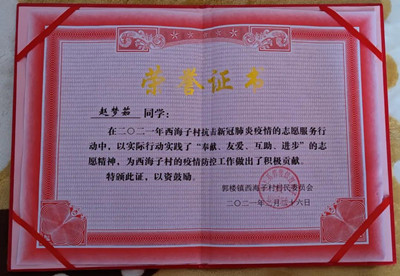 荣誉证书
赵梦茹 同学：
在二〇二一年西海子村抗击新冠肺炎疫情的志愿服务行
动中，以实际行动实践了“奉献、友爱、互助、进步”的志
愿精神，为西海子村的疫情防控工作做出了积极贡献。
特颁此证，以资鼓励。
郭楼镇西海子村村民委员会
二〇二一年二月二十六日